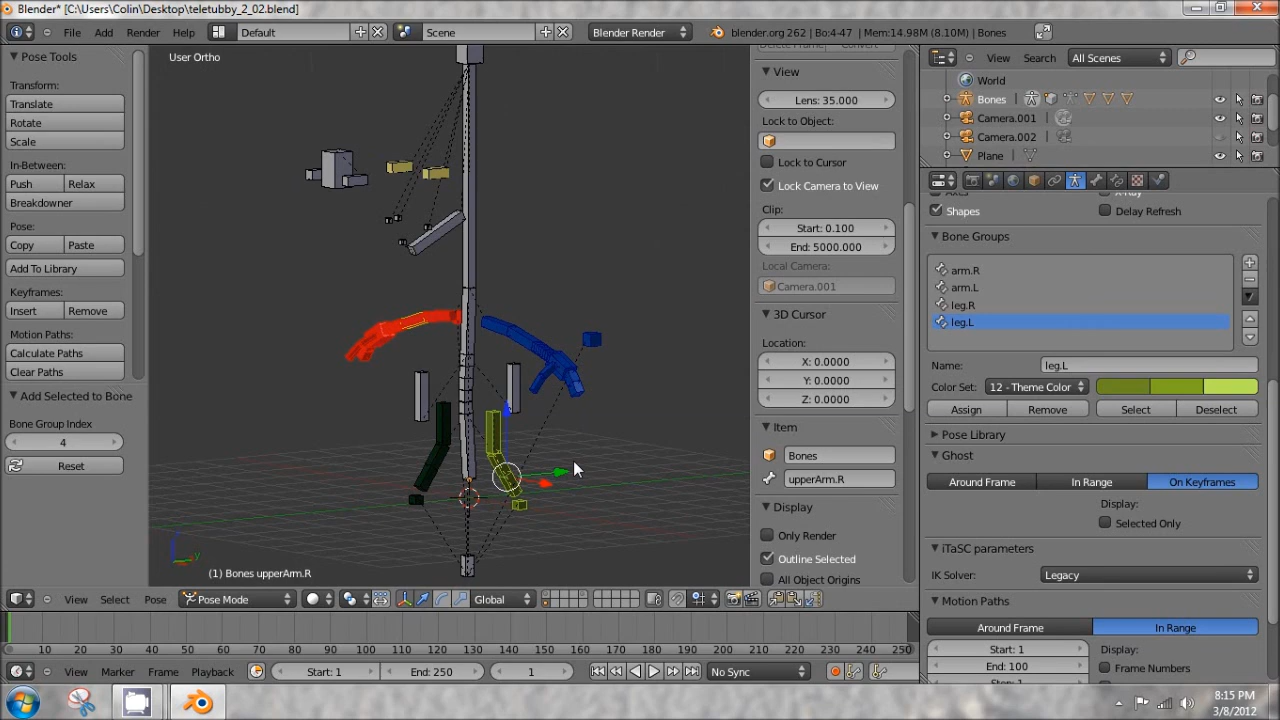 Blender* [C:\Users\Colin\Desktop\teletubby_2_02.blend]
File Add Render Help Default Scene Blender Render blender.org 262 | Bo:4-47 | Mem:14.98M (8.10M) | Bones
Pose Tools
Transform:
Translate
Rotate
Scale
In-Between:
Push Relax
Breakdowner
Pose:
Copy Paste
Add To Library
Keyframes:
Insert Remove
Motion Paths:
Calculate Paths
Clear Paths
Add Selected to Bone
Bone Group Index
4
Reset
User Ortho
(1) Bones upperArm.R
Delete Frame Convert
View
Lens: 35.000
Lock to Object:
Lock to Cursor
Lock Camera to View
Clip:
Start: 0.100
End: 5000.000
Local Camera:
Camera.001
3D Cursor
Location:
X: 0.0000
Y: 0.0000
Z: 0.0000
Item
Bones
upperArm.R
Display
Only Render
Outline Selected
All Object Origins
View Search All Scenes
World
Bones
Camera.001
Camera.002
Plane
Axes X-Ray
Shapes Delay Refresh
Bone Groups
arm.R
arm.L
leg.R
leg.L
Name: leg.L
Color Set: 12 - Theme Color
Assign Remove Select Deselect
Pose Library
Ghost
Around Frame In Range On Keyframes
Display:
Selected Only
iTaSC parameters
IK Solver: Legacy
Motion Paths
Around Frame In Range
Start: 1 Display:
End: 100 Frame Numbers
Step: 1
View Select Pose Pose Mode Global
10 20 30 40 50 60 70 80 90 100 110 120 130 140 150 160 170 180 190 200 210 220 230 240 250
View Marker Frame Playback Start: 1 End: 250 1 No Sync
8:15 PM
3/8/2012